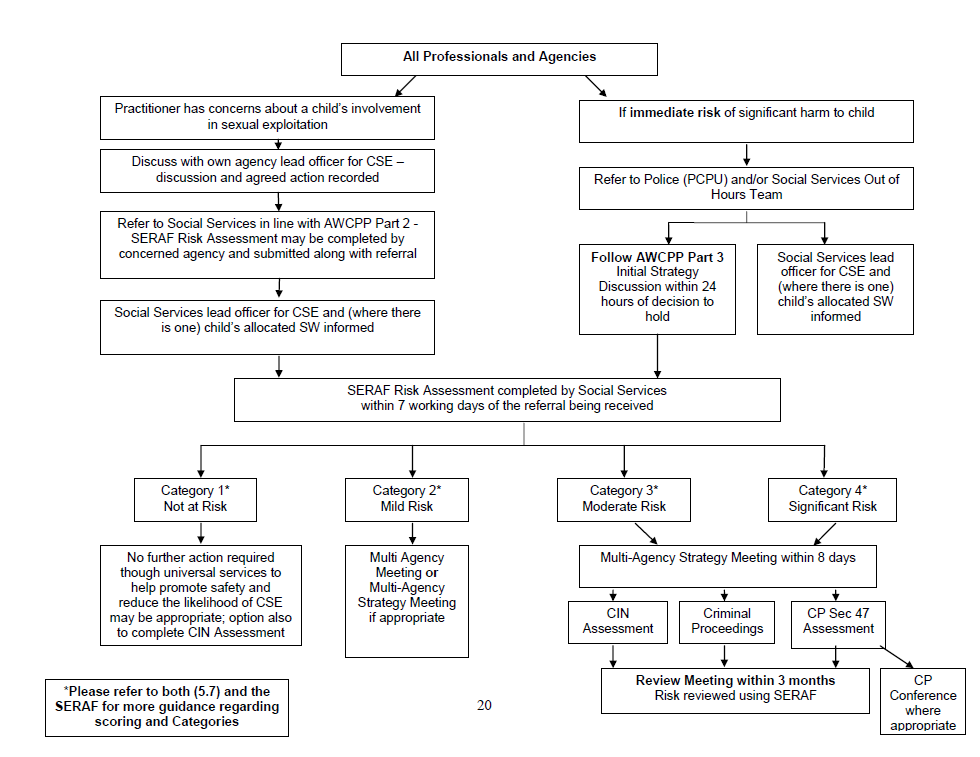 All Professionals and Agencies
Practitioner has concerns about a child's involvement
in sexual exploitation
If immediate risk of significant harm to child
Discuss with own agency lead officer for CSE –
discussion and agreed action recorded
Refer to Police (PCPU) and/or Social Services Out of
Hours Team
Refer to Social Services in line with AWCPP Part 2 -
SERAF Risk Assessment may be completed by
concerned agency and submitted along with referral
Follow AWCPP Part 3
Initial Strategy
Discussion within 24
hours of decision to
hold
Social Services lead
officer for CSE and
(where there is one)
child's allocated SW
informed
Social Services lead officer for CSE and (where there
is one) child's allocated SW informed
SERAF Risk Assessment completed by Social Services
within 7 working days of the referral being received
Category 1*
Not at Risk
Category 2*
Mild Risk
Category 3*
Moderate Risk
Category 4*
Significant Risk
No further action required
though universal services to
help promote safety and
reduce the likelihood of CSE
may be appropriate; option also
to complete CIN Assessment
Multi Agency
Meeting or
Multi-Agency
Strategy Meeting
if appropriate
Multi-Agency Strategy Meeting within 8 days
CIN
Assessment
Criminal
Proceedings
CP Sec 47
Assessment
Review Meeting within 3 months
Risk reviewed using SERAF
CP
Conference
where
appropriate
*Please refer to both (5.7) and the
SERAF for more guidance regarding
scoring and Categories
20